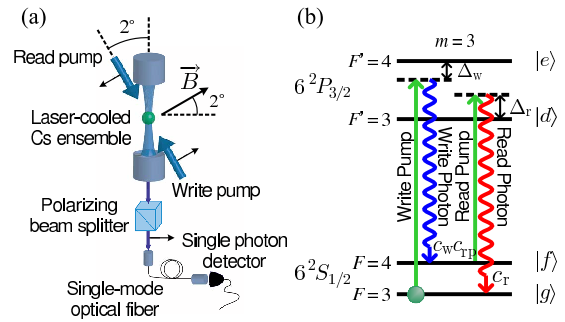 (a)
2°
Read pump
B
2°
Laser-cooled
Cs ensemble
Write pump
Polarizing
beam splitter
Single photon
detector
Single-mode
optical fiber
(b)
m = 3
F' = 4
|e⟩
Δw
6 ²P3/2
Δr
F' = 3
|d⟩
Write Pump
Write Photon
Read Pump
Read Photon
cw
crp
F = 4
|f⟩
6 ²S1/2
cr
F = 3
|g⟩